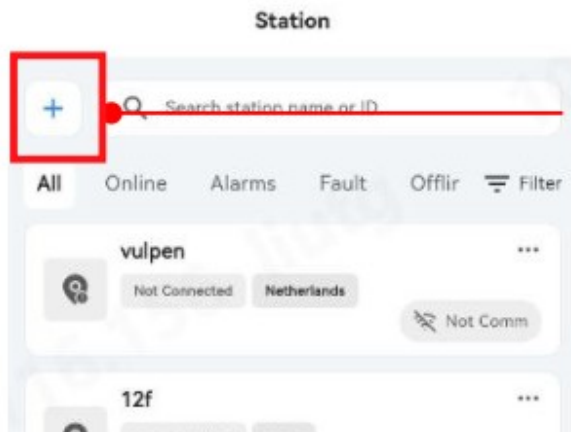 Station
+
Search station name or ID
All Online Alarms Fault Offlir Filter
vulpen
...
Not Connected Netherlands
Not Comm
12f
...